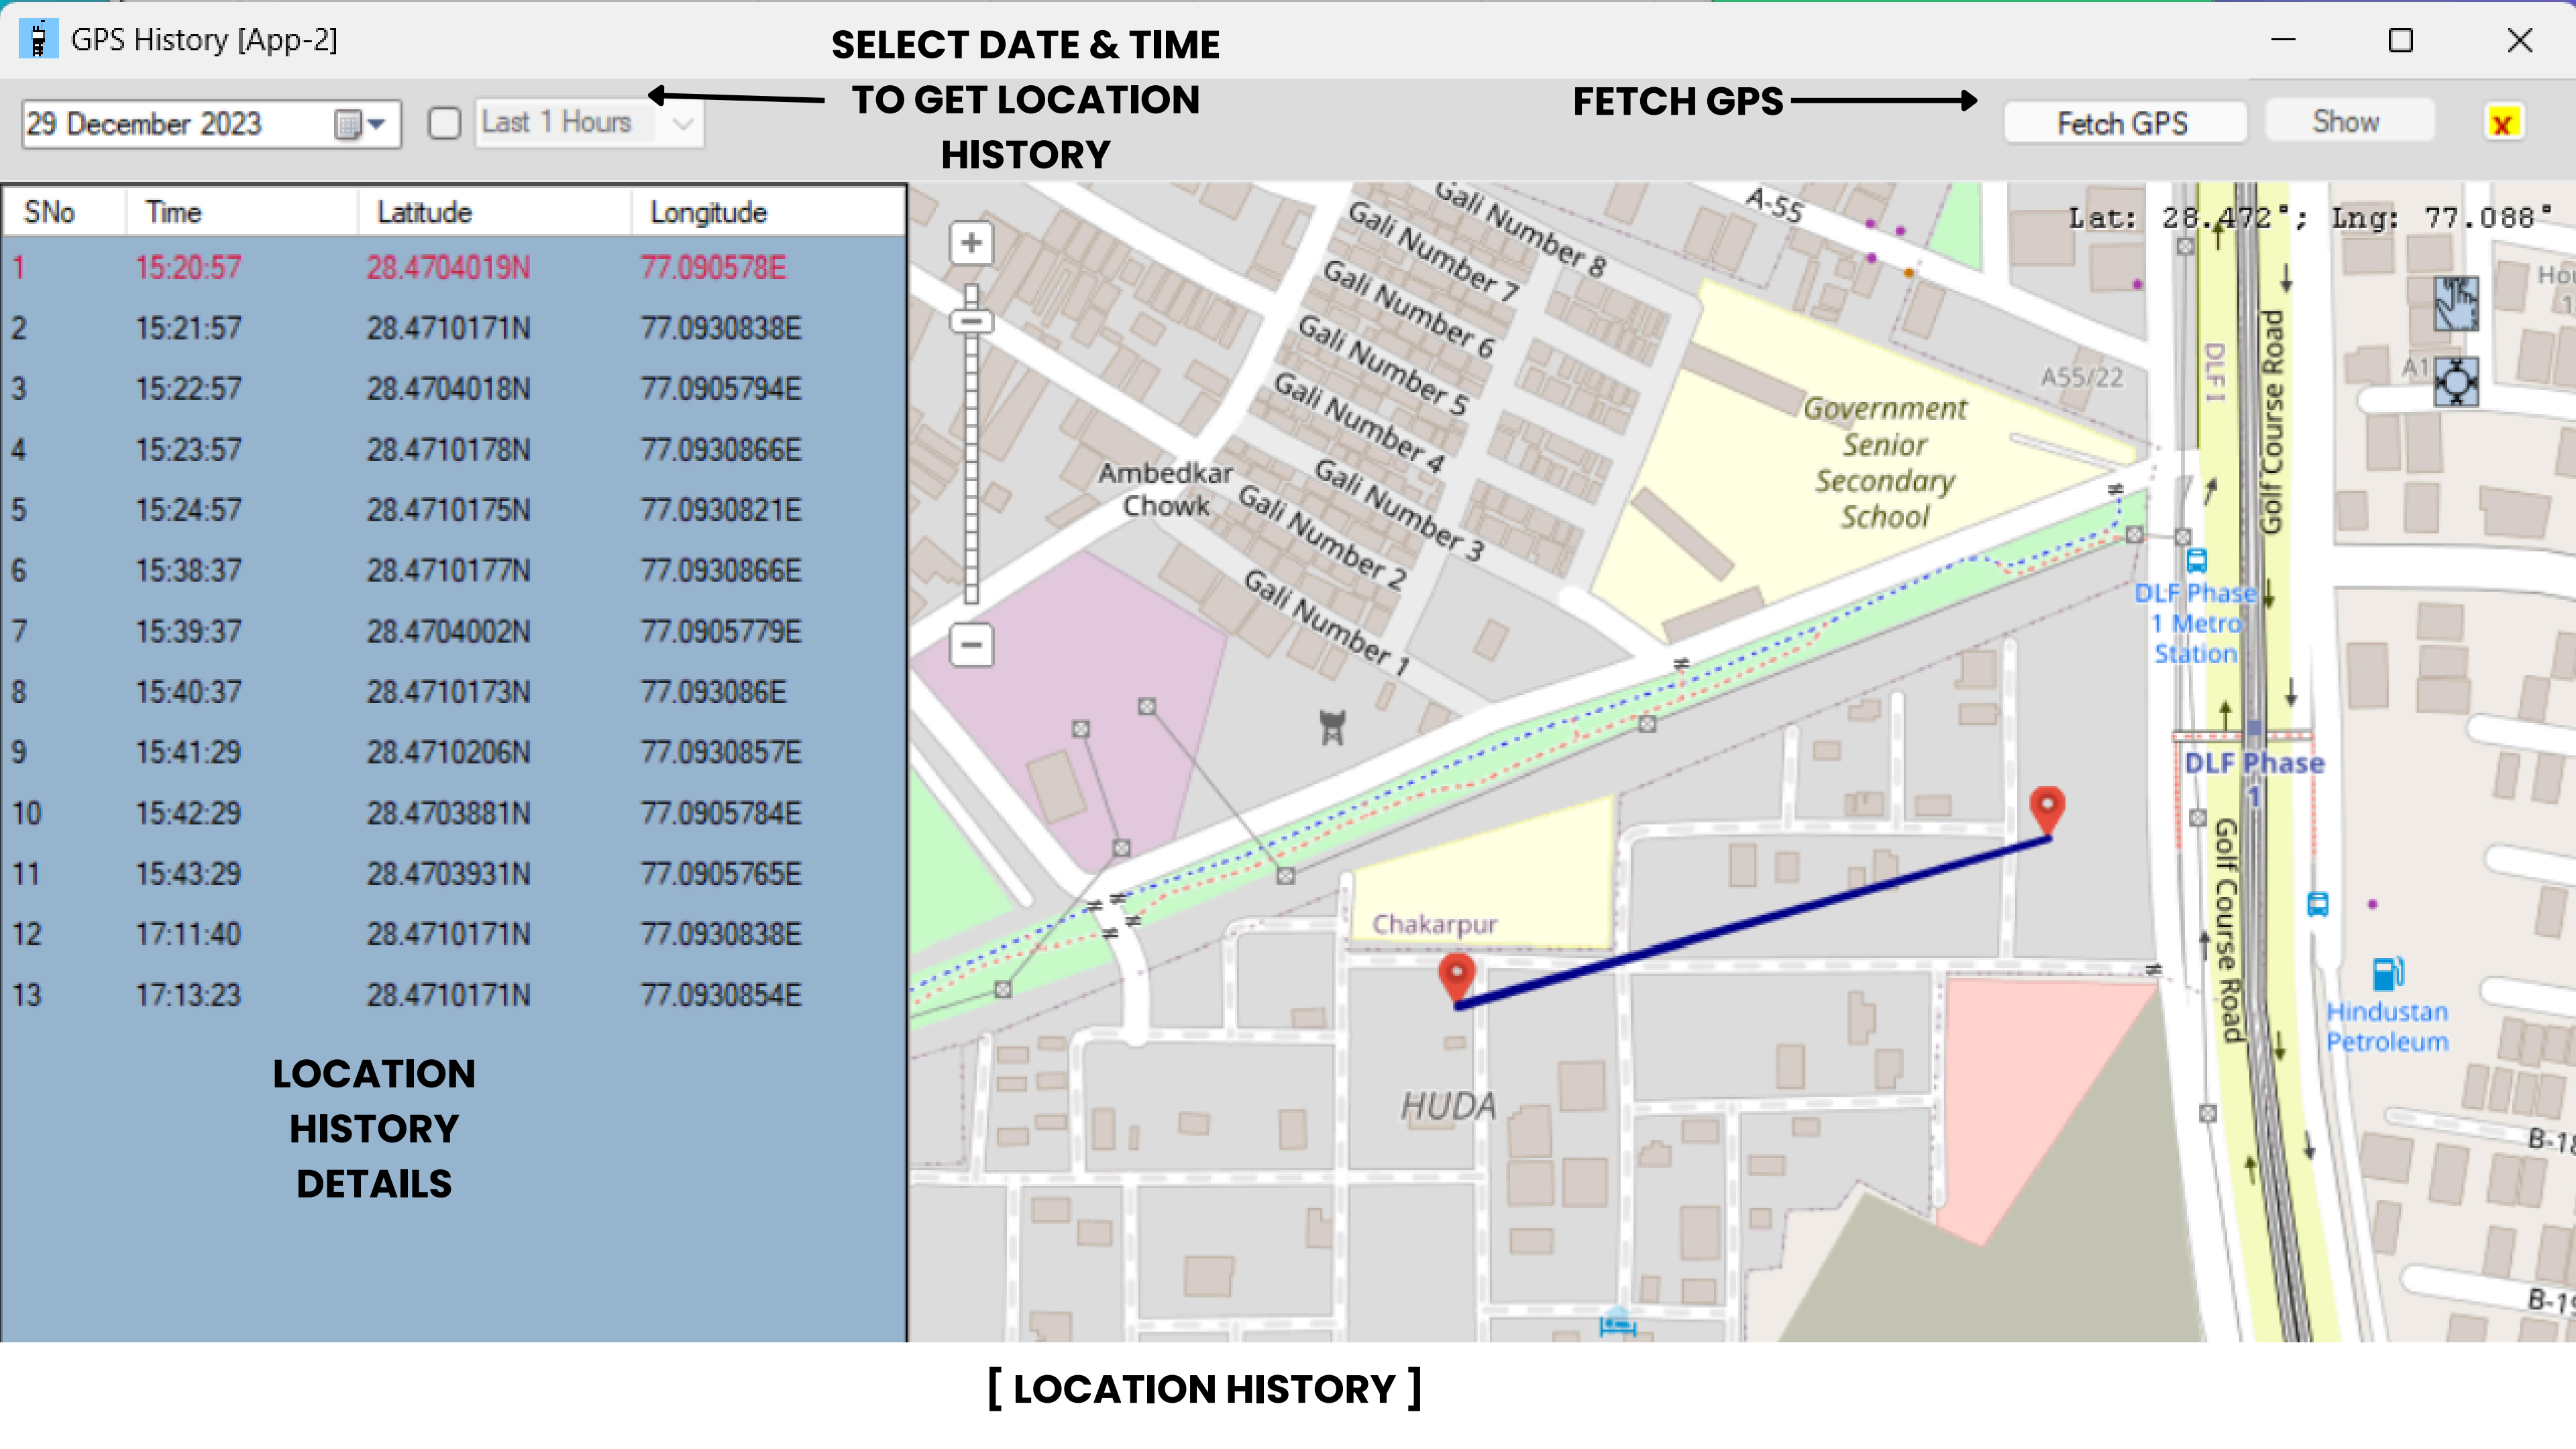 GPS History [App-2]
SELECT DATE & TIME
TO GET LOCATION
HISTORY
FETCH GPS
29 December 2023
Last 1 Hours
Fetch GPS
Show
x
SNo Time Latitude Longitude
1 15:20:57 28.4704019N 77.090578E
2 15:21:57 28.4710171N 77.0930838E
3 15:22:57 28.4704018N 77.0905794E
4 15:23:57 28.4710178N 77.0930866E
5 15:24:57 28.4710175N 77.0930821E
6 15:38:37 28.4710177N 77.0930866E
7 15:39:37 28.4704002N 77.0905779E
8 15:40:37 28.4710173N 77.093086E
9 15:41:29 28.4710206N 77.0930857E
10 15:42:29 28.4703881N 77.0905784E
11 15:43:29 28.4703931N 77.0905765E
12 17:11:40 28.4710171N 77.0930838E
13 17:13:23 28.4710171N 77.0930854E
LOCATION
HISTORY
DETAILS
Lat: 28.472°; Lng: 77.088°
A-55
Gali Number 8
Gali Number 7
Gali Number 6
Gali Number 5
Gali Number 4
Gali Number 3
Gali Number 2
Gali Number 1
Ambedkar
Chowk
Government
Senior
Secondary
School
A55/22
DLF 1
Golf Course Road
A1
DLF Phase
1 Metro
Station
DLF Phase
1
Golf Course Road
Hindustan
Petroleum
Chakarpur
HUDA
[ LOCATION HISTORY ]